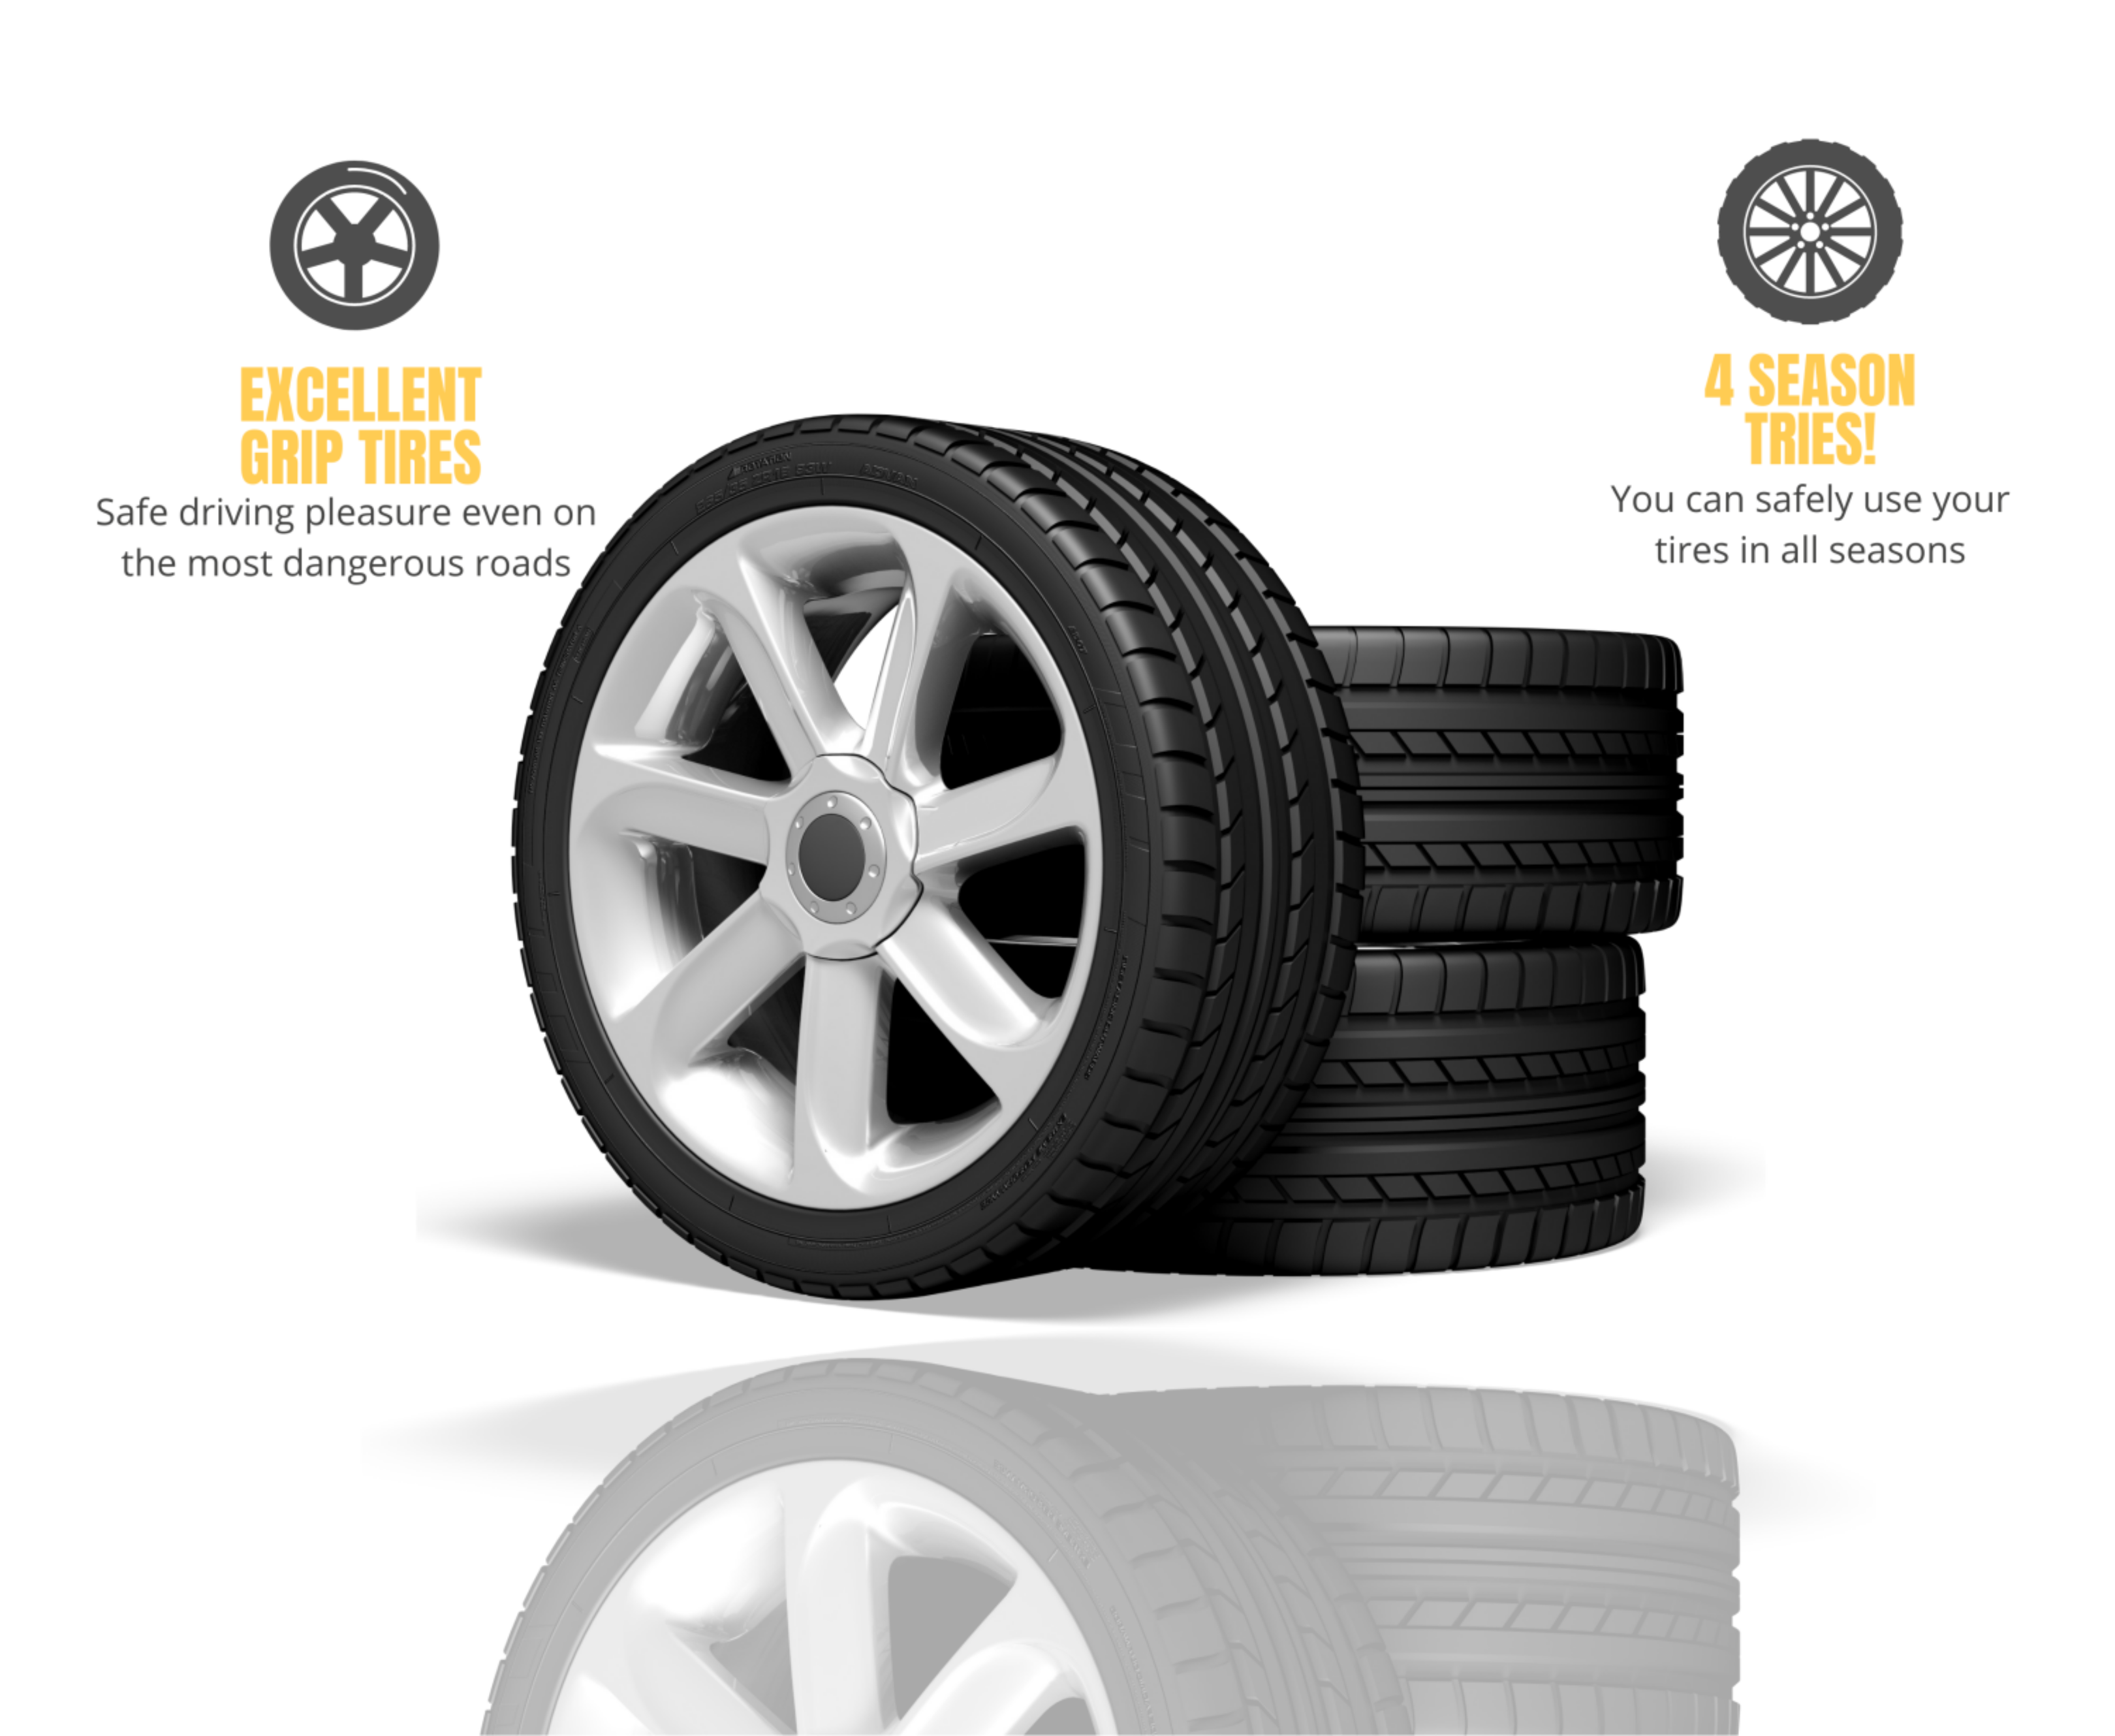 EXCELLENT
GRIP TIRES
Safe driving pleasure even on
the most dangerous roads
4 SEASON
TRIES!
You can safely use your
tires in all seasons